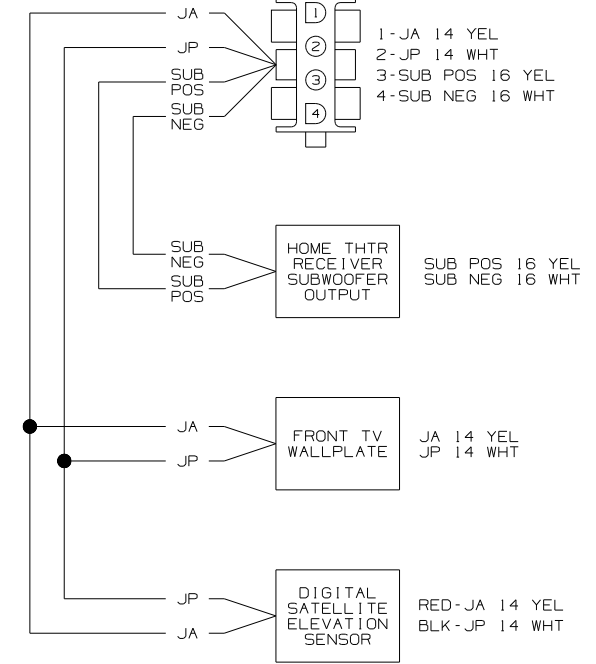 JA
JP
SUB
POS
SUB
NEG
1
2
3
4
1-JA 14 YEL
2-JP 14 WHT
3-SUB POS 16 YEL
4-SUB NEG 16 WHT
SUB
NEG
SUB
POS
HOME THTR
RECEIVER
SUBWOOFER
OUTPUT
SUB POS 16 YEL
SUB NEG 16 WHT
JA
JP
FRONT TV
WALLPLATE
JA 14 YEL
JP 14 WHT
JP
JA
DIGITAL
SATELLITE
ELEVATION
SENSOR
RED-JA 14 YEL
BLK-JP 14 WHT